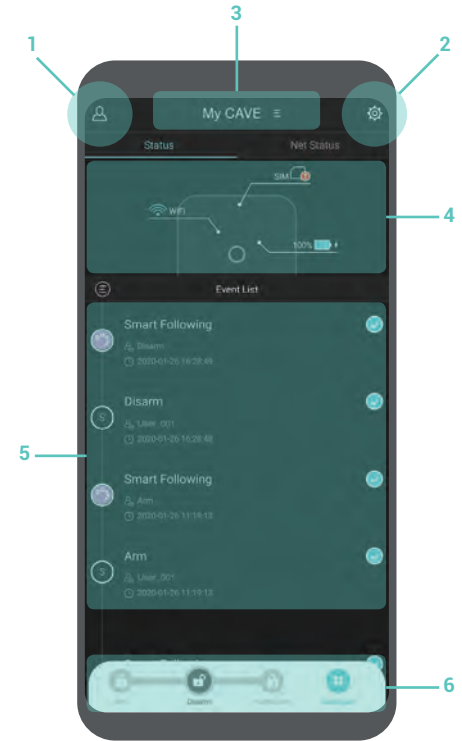 1
2
3
My CAVE
Status
Net Status
SIM
WiFi
4
100%
Event List
Smart Following
Disarm
2020-01-26 16:28:49
Disarm
User_001
2020-01-26 16:28:48
5
Smart Following
Arm
2020-01-26 11:19:13
Arm
User_001
2020-01-26 11:19:13
Disarm
6